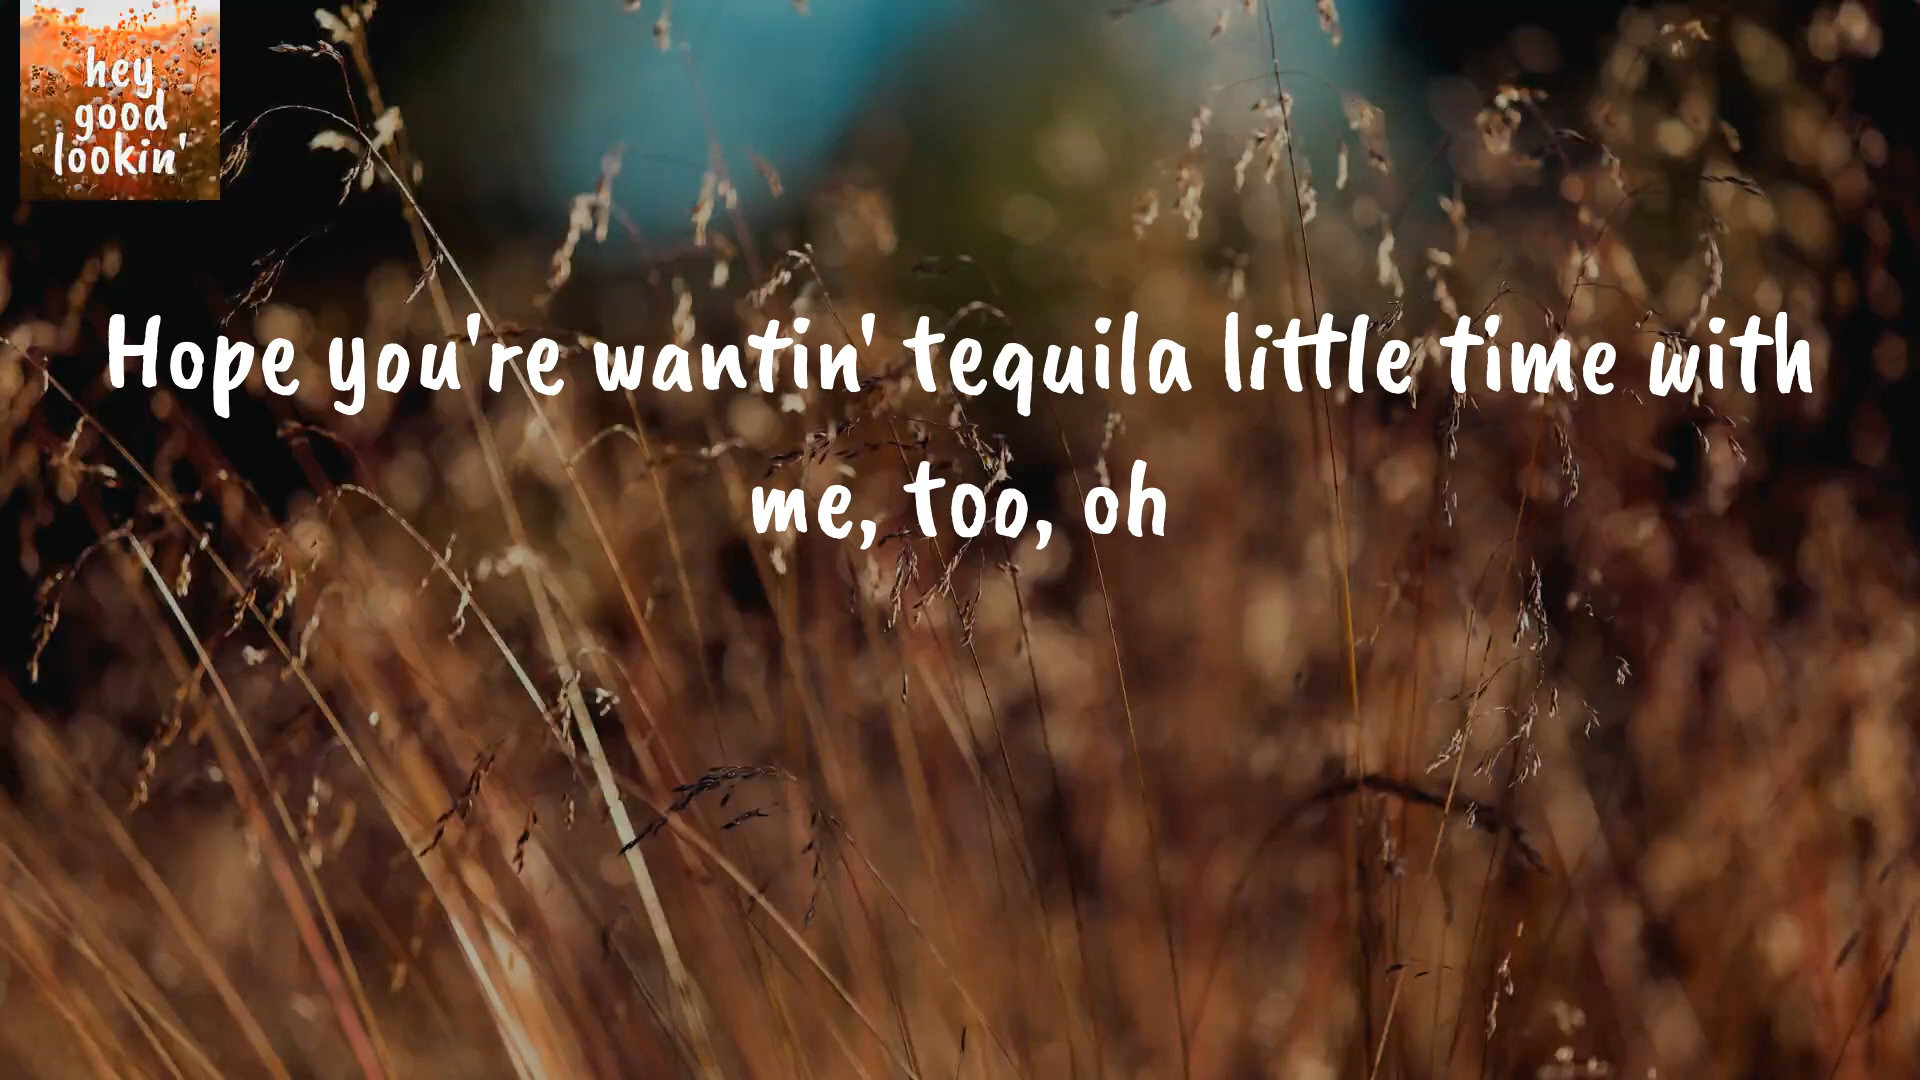 hey
good
lookin'
Hope you're wantin' tequila little time with
me, too, oh